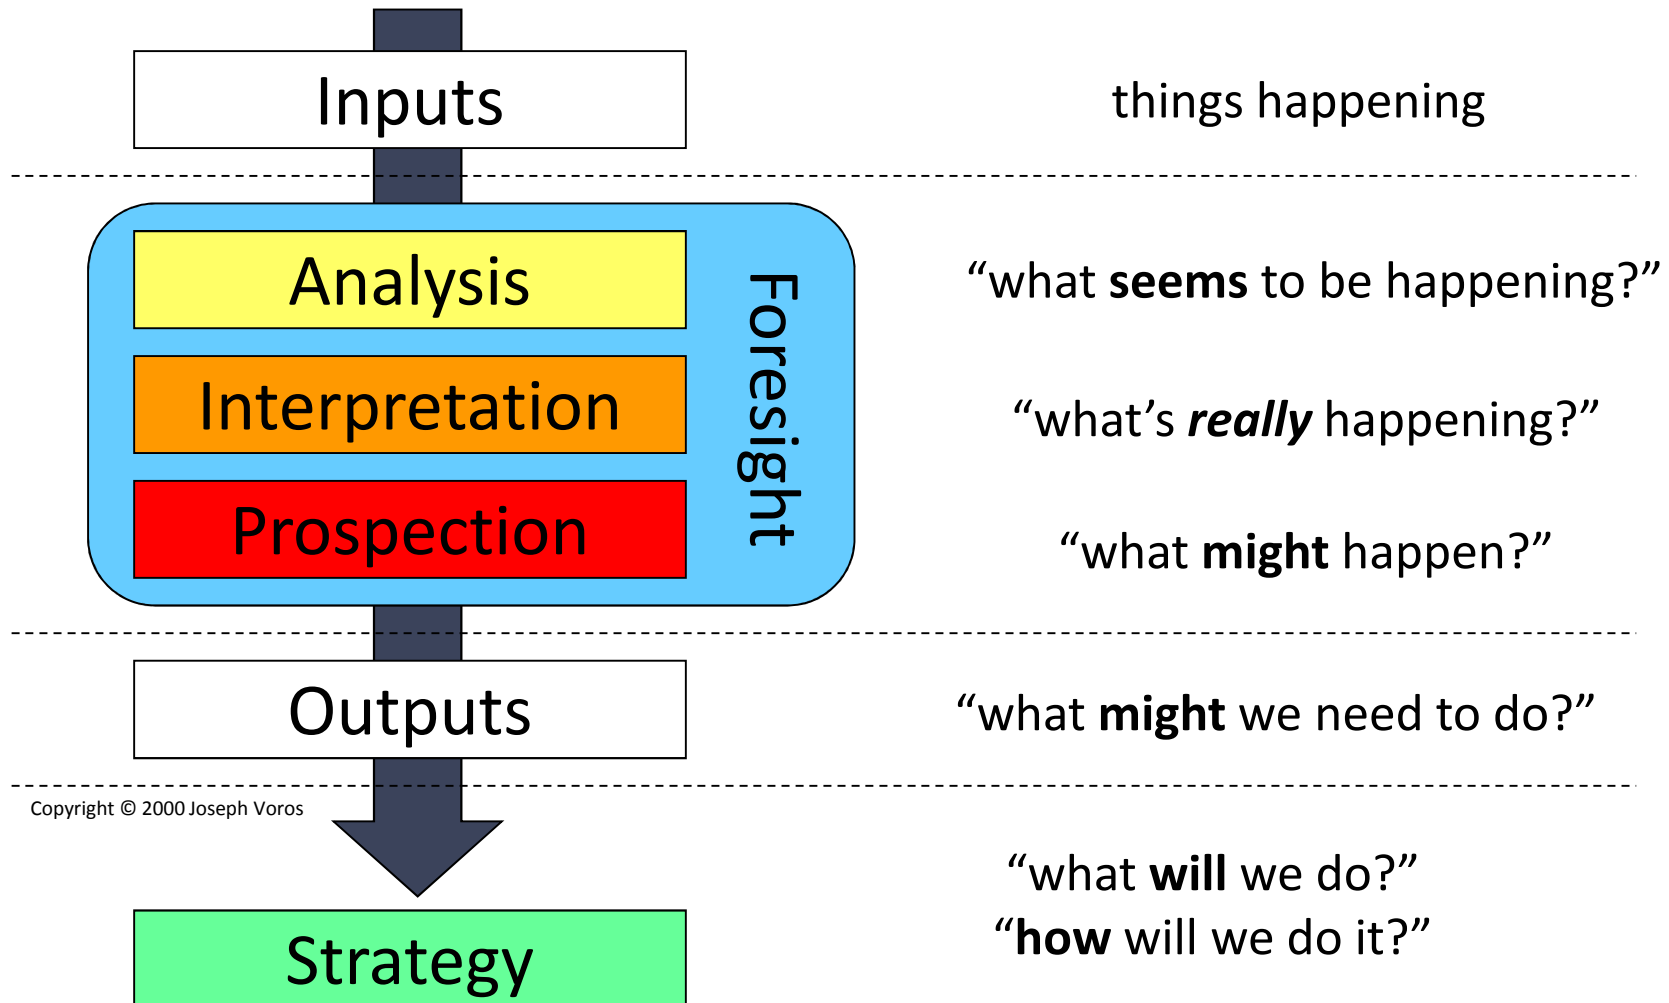 Inputs
things happening
Analysis
“what seems to be happening?”
Interpretation
“what’s really happening?”
Prospection
“what might happen?”
Foresight
Outputs
“what might we need to do?”
Copyright © 2000 Joseph Voros
“what will we do?”
“how will we do it?”
Strategy